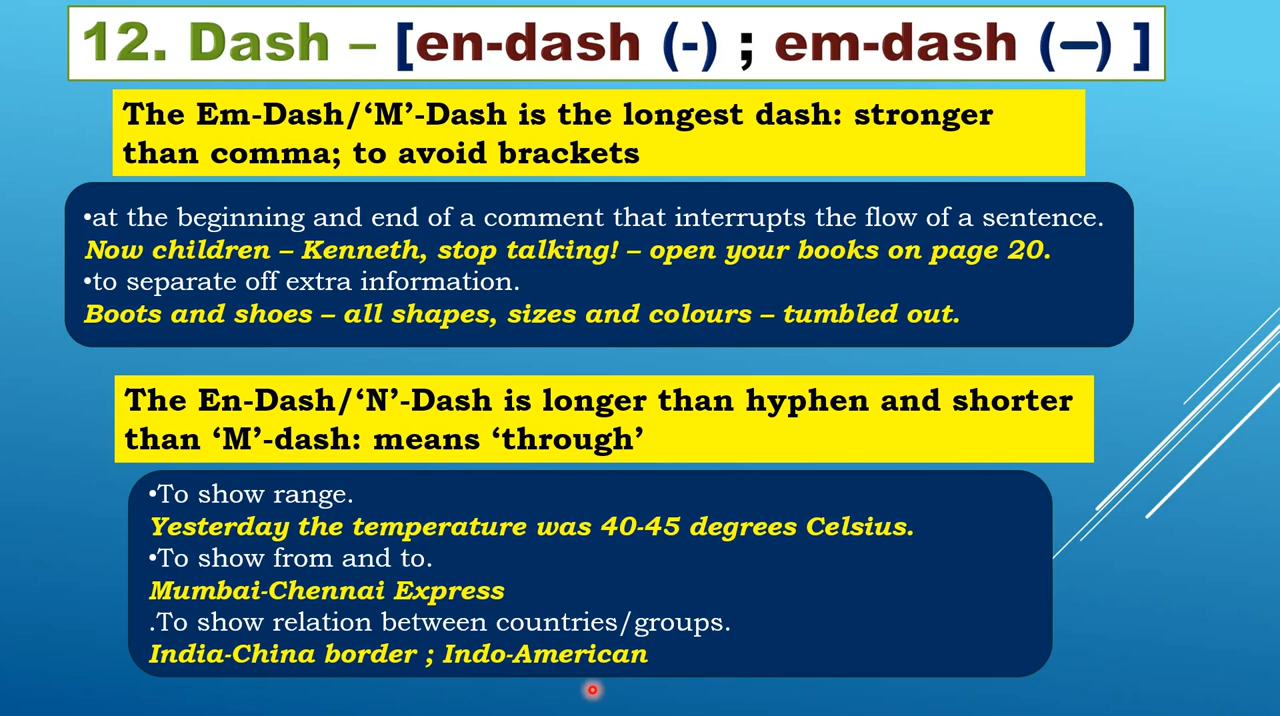 12. Dash – [en-dash (-) ; em-dash (—) ]
The Em-Dash/‘M’-Dash is the longest dash: stronger
than comma; to avoid brackets
•at the beginning and end of a comment that interrupts the flow of a sentence.
Now children – Kenneth, stop talking! – open your books on page 20.
•to separate off extra information.
Boots and shoes – all shapes, sizes and colours – tumbled out.
The En-Dash/‘N’-Dash is longer than hyphen and shorter
than ‘M’-dash: means ‘through’
•To show range.
Yesterday the temperature was 40-45 degrees Celsius.
•To show from and to.
Mumbai-Chennai Express
.To show relation between countries/groups.
India-China border ; Indo-American